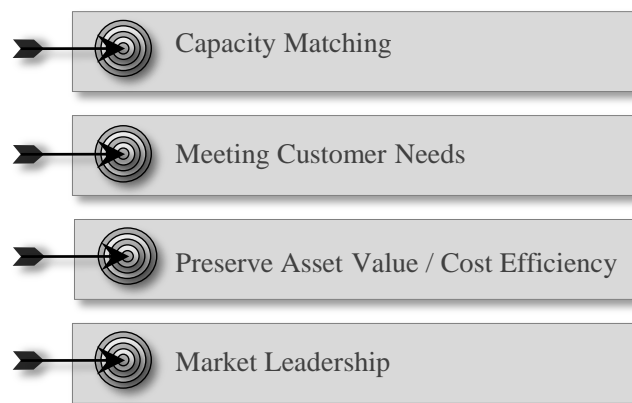 Capacity Matching
Meeting Customer Needs
Preserve Asset Value / Cost Efficiency
Market Leadership